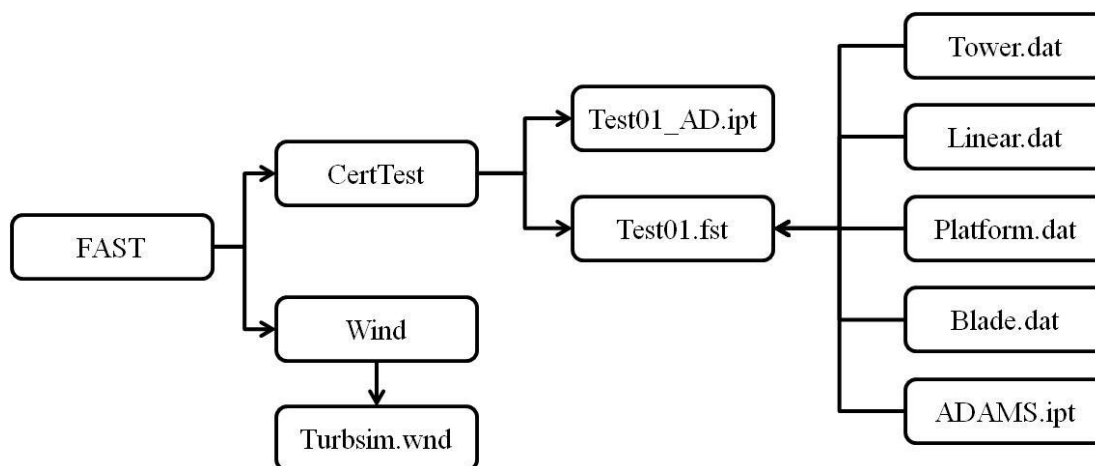 Tower.dat
Test01_AD.ipt
Linear.dat
CertTest
FAST
Test01.fst
Platform.dat
Wind
Blade.dat
Turbsim.wnd
ADAMS.ipt